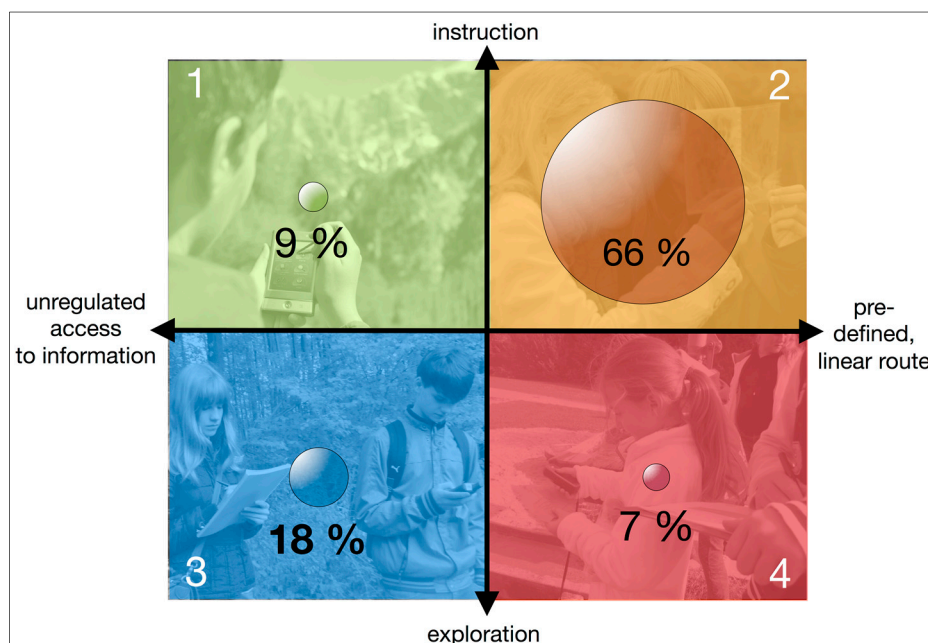 instruction
1
2
9 %
66 %
unregulated
access
to information
pre-
defined,
linear route
18 %
7 %
3
4
exploration